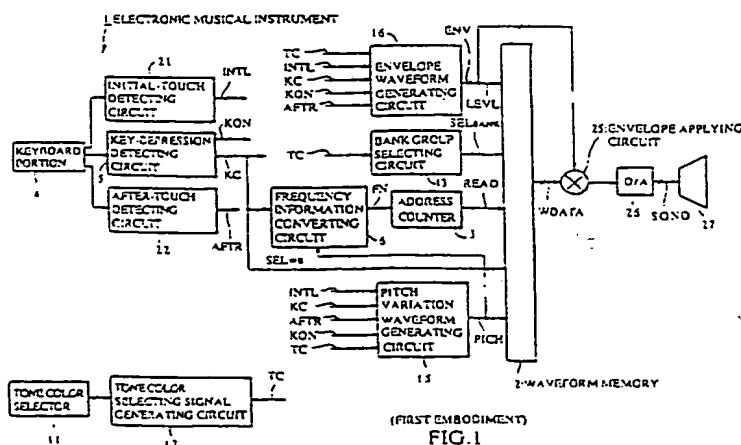 1 ELECTRONIC MUSICAL INSTRUMENT
21
INITIAL-TOUCH
DETECTING
CIRCUIT
INTL
KEYBOARD
PORTION
4
KEY-DEPRESSION
DETECTING
CIRCUIT
5
KON
KC
AFTER-TOUCH
DETECTING
CIRCUIT
22
AFTR
16
TC
INTL
KC
KON
AFTR
ENVELOPE
WAVEFORM
GENERATING
CIRCUIT
ENV
LEVL
TC
BANK GROUP
SELECTING
CIRCUIT
13
SELBANK
FREQUENCY
INFORMATION
CONVERTING
CIRCUIT
6
FN
ADDRESS
COUNTER
3
READ
INTL
KC
AFTR
KON
TC
PITCH
VARIATION
WAVEFORM
GENERATING
CIRCUIT
15
PICH
2:WAVEFORM MEMORY
WDATA
25:ENVELOPE APPLYING
CIRCUIT
D/A
26
SOND
27
TONE COLOR
SELECTOR
11
TONE COLOR
SELECTING SIGNAL
GENERATING CIRCUIT
12
TC
(FIRST EMBODIMENT)
FIG.1